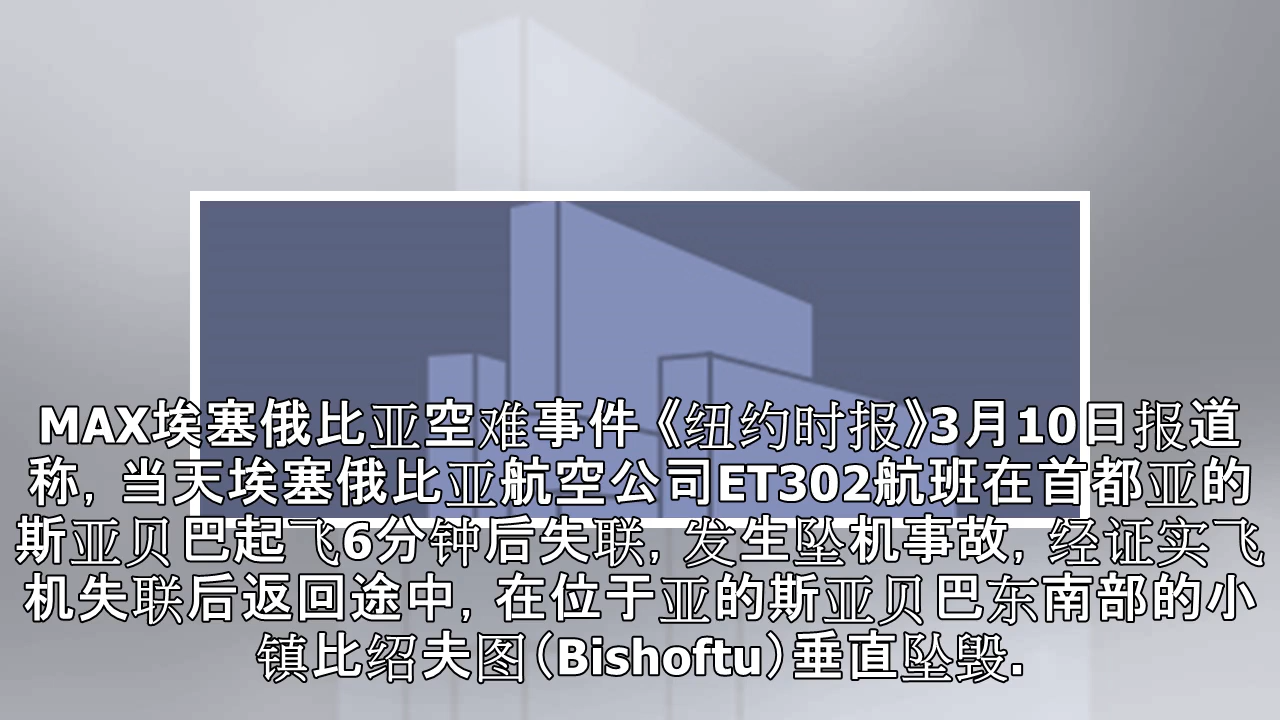 MAX埃塞俄比亚空难事件《纽约时报》3月10日报道
称, 当天埃塞俄比亚航空公司ET302航班在首都亚的
斯亚贝巴起飞6分钟后失联, 发生坠机事故, 经证实飞
机失联后返回途中, 在位于亚的斯亚贝巴东南部的小
镇比绍夫图(Bishoftu)垂直坠毁.